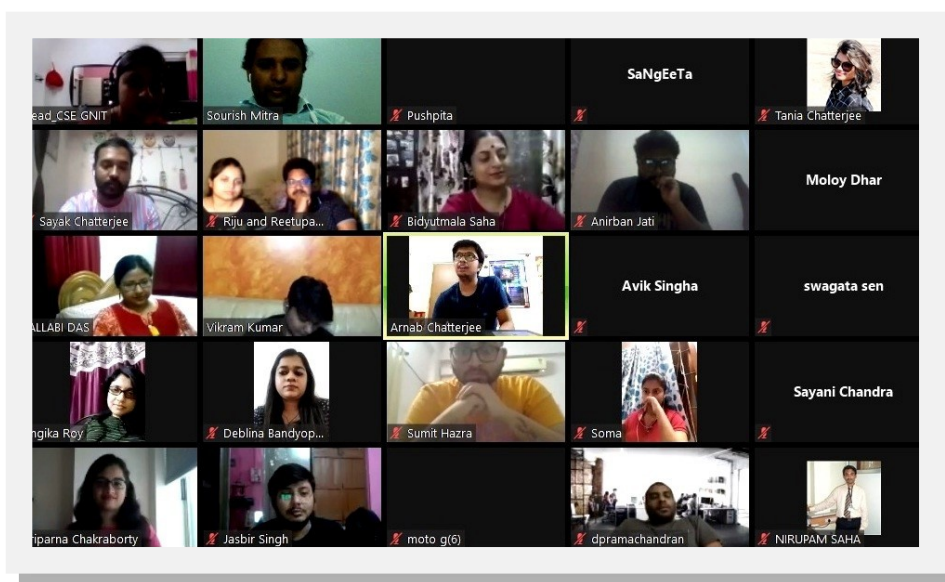 ead_CSE GNIT
Sourish Mitra
Pushpita
SaNgEeTa
Tania Chatterjee
Sayak Chatterjee
Riju and Reetupa...
Bidyutmala Saha
Anirban Jati
Moloy Dhar
ALLABI DAS
Vikram Kumar
Arnab Chatterjee
Avik Singha
swagata sen
ngika Roy
Deblina Bandyop...
Sumit Hazra
Soma
Sayani Chandra
riparna Chakraborty
Jasbir Singh
moto g(6)
dpramachandran
NIRUPAM SAHA